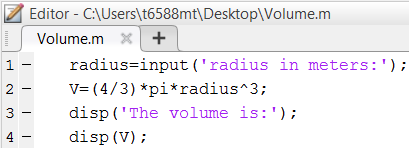 Editor - C:\Users\t6588mt\Desktop\Volume.m
Volume.m × +
1 - radius=input('radius in meters:');
2 - V=(4/3)*pi*radius^3;
3 - disp('The volume is:');
4 - disp(V);